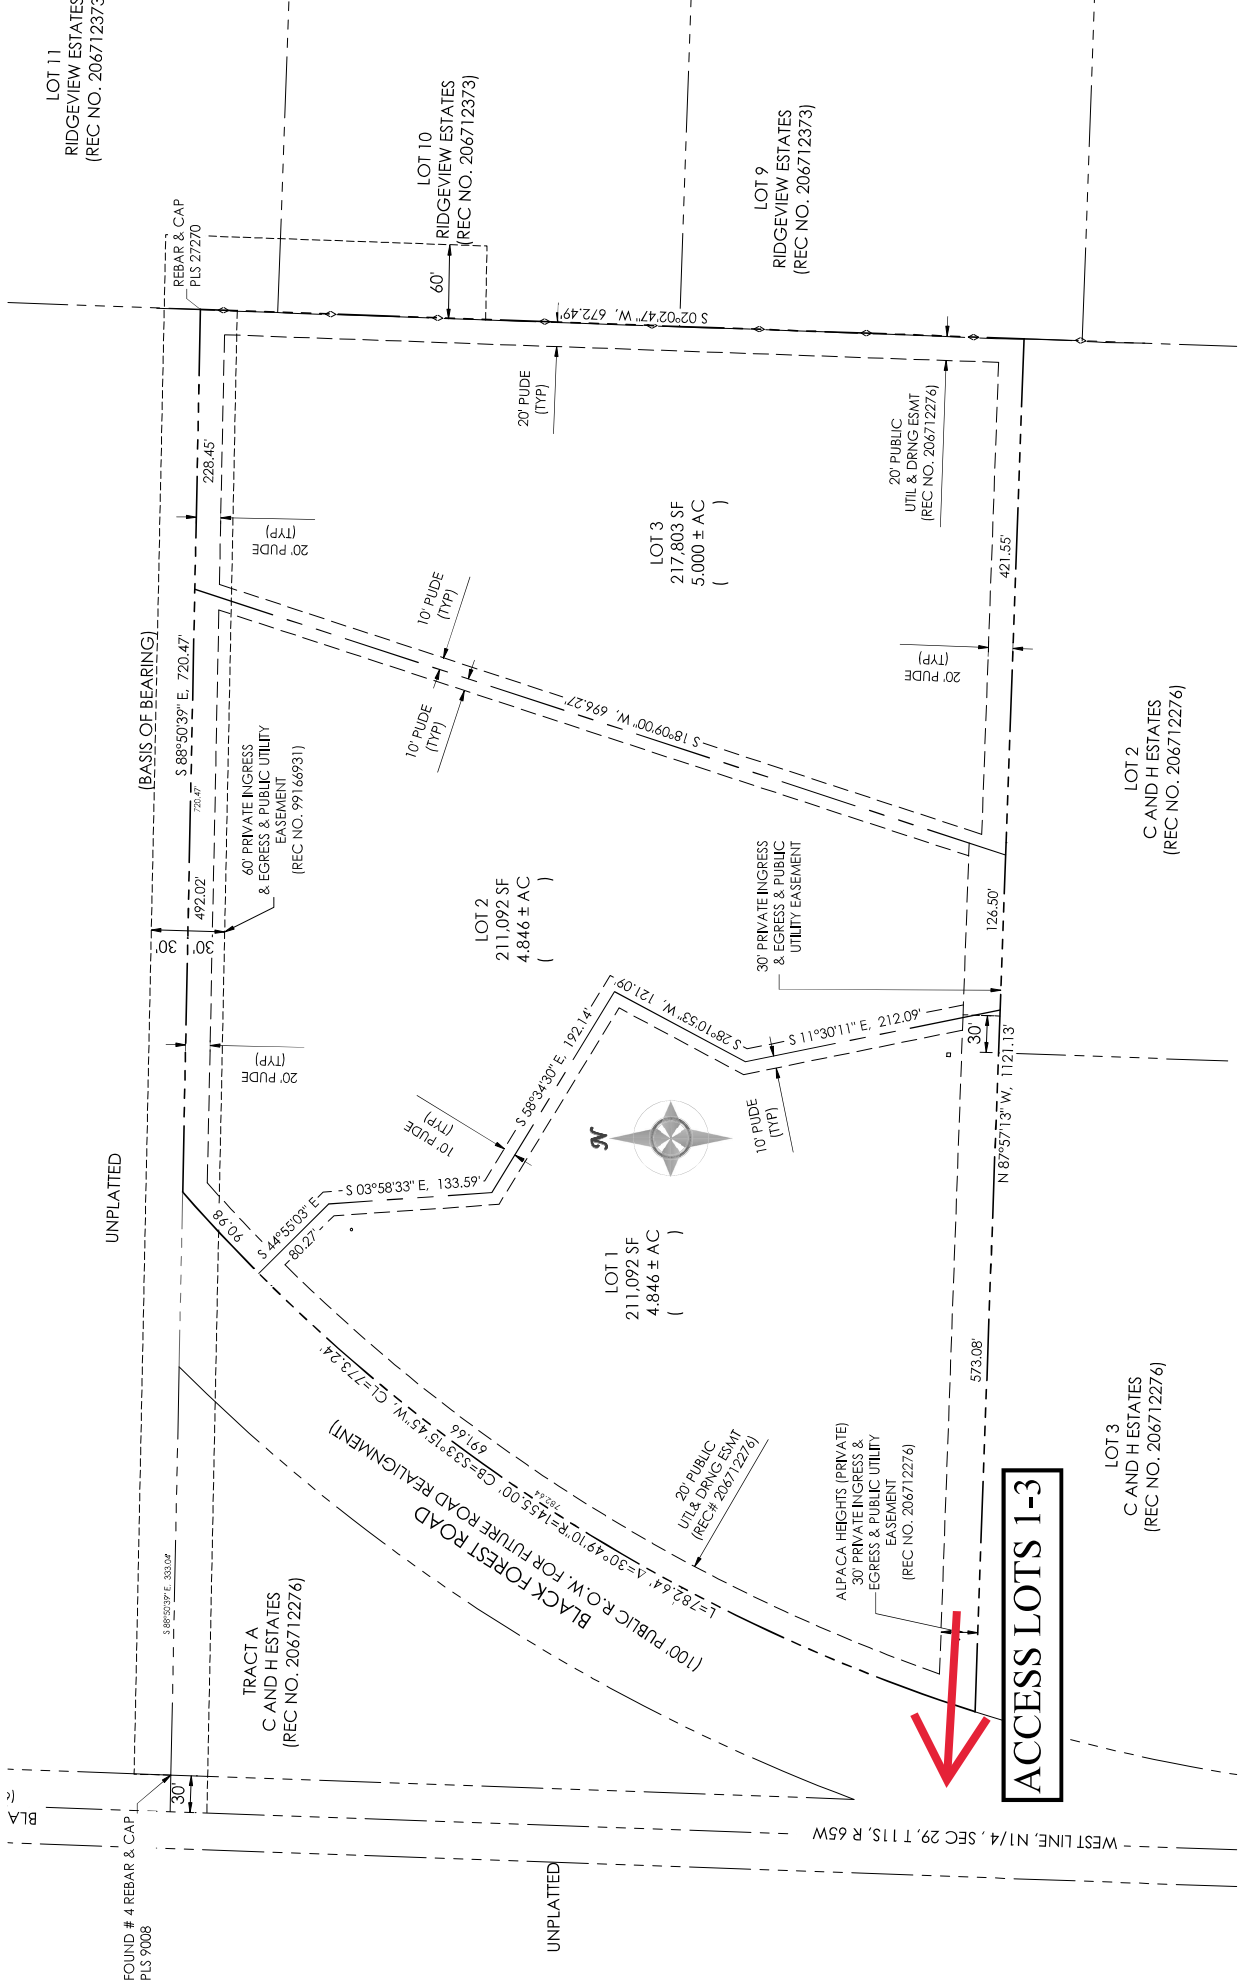 LOT 11
RIDGEVIEW ESTATES
(REC NO. 206712373
LOT 10
RIDGEVIEW ESTATES
(REC NO. 206712373)
LOT 9
RIDGEVIEW ESTATES
(REC NO. 206712373)
REBAR & CAP
PLS 27270
60'
S 02°02'47" W, 672.49'
20' PUDE
(TYP)
20' PUBLIC
UTIL & DRNG ESMT
(REC NO. 206712276)
228.45'
20' PUDE
(TYP)
LOT 3
217,803 SF
5.000 ± AC
( )
421.55'
20' PUDE
(TYP)
10' PUDE
(TYP)
10' PUDE
(TYP)
S 18°09'00" W, 696.27'
(BASIS OF BEARING)
S 88°50'39" E, 720.47'
720.47'
492.02'
60' PRIVATE INGRESS
& EGRESS & PUBLIC UTILITY
EASEMENT
(REC NO. 99166931)
30'
30'
LOT 2
211,092 SF
4.846 ± AC
( )
30' PRIVATE INGRESS
& EGRESS & PUBLIC
UTILITY EASEMENT
126.50'
LOT 2
C AND H ESTATES
(REC NO. 206712276)
20' PUDE
(TYP)
10' PUDE
(TYP)
S 58°34'30" E, 192.14'
S 28°10'53" W, 121.09'
S 11°30'11" E, 212.09'
30'
N 87°57'13" W, 1121.13'
10' PUDE
(TYP)
N
UNPLATTED
90.98
S 44°55'03" E
80.27'
S 03°58'33" E, 133.59'
LOT 1
211,092 SF
4.846 ± AC
( )
573.08'
L=782.64', Δ=30°49'10" R=1455.00' CB=S33°15'45"W, CL=773.24'
691.66
782.64
BLACK FOREST ROAD
(100' PUBLIC R.O.W. FOR FUTURE ROAD REALIGNMENT)
20' PUBLIC
UTL& DRNG ESMT
(REC# 206712276)
ALPACA HEIGHTS (PRIVATE)
30' PRIVATE INGRESS &
EGRESS & PUBLIC UTILITY
EASEMENT
(REC NO. 206712276)
LOT 3
C AND H ESTATES
(REC NO. 206712276)
ACCESS LOTS 1-3
S 88°50'39" E, 333.04'
TRACT A
C AND H ESTATES
(REC NO. 206712276)
30'
BLA
FOUND # 4 REBAR & CAP
PLS 9008
UNPLATTED
WEST LINE, N1/4, SEC 29, T 11S, R 65W